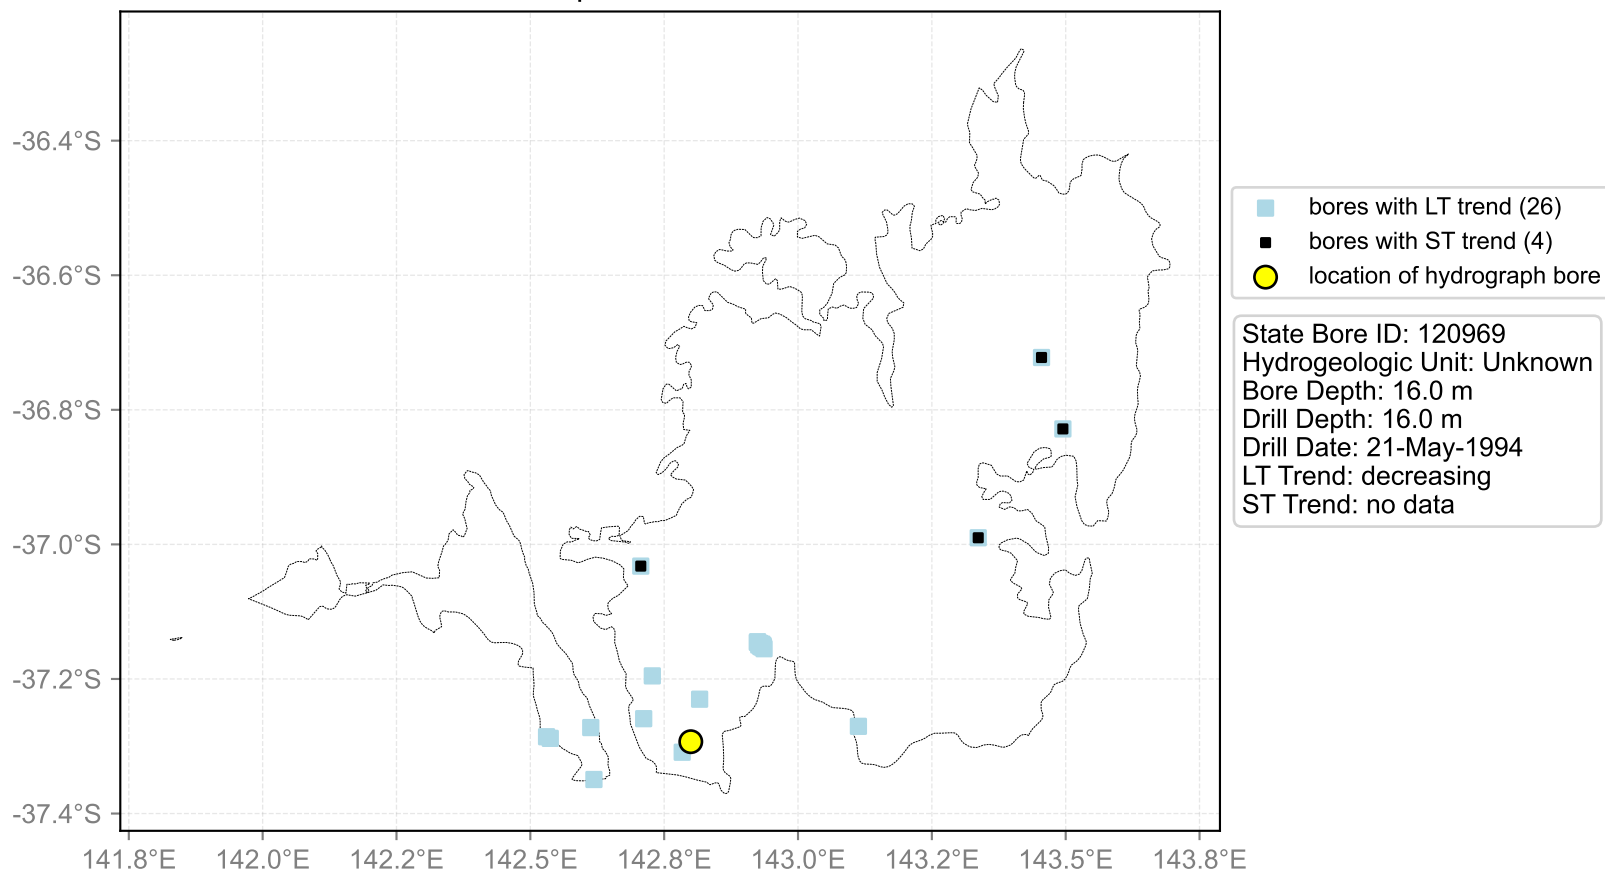 -36.4°S
-36.6°S
-36.8°S
-37.0°S
-37.2°S
-37.4°S
141.8°E 142.0°E 142.2°E 142.5°E 142.8°E 143.0°E 143.2°E 143.5°E 143.8°E
bores with LT trend (26)
bores with ST trend (4)
location of hydrograph bore
State Bore ID: 120969
Hydrogeologic Unit: Unknown
Bore Depth: 16.0 m
Drill Depth: 16.0 m
Drill Date: 21-May-1994
LT Trend: decreasing
ST Trend: no data